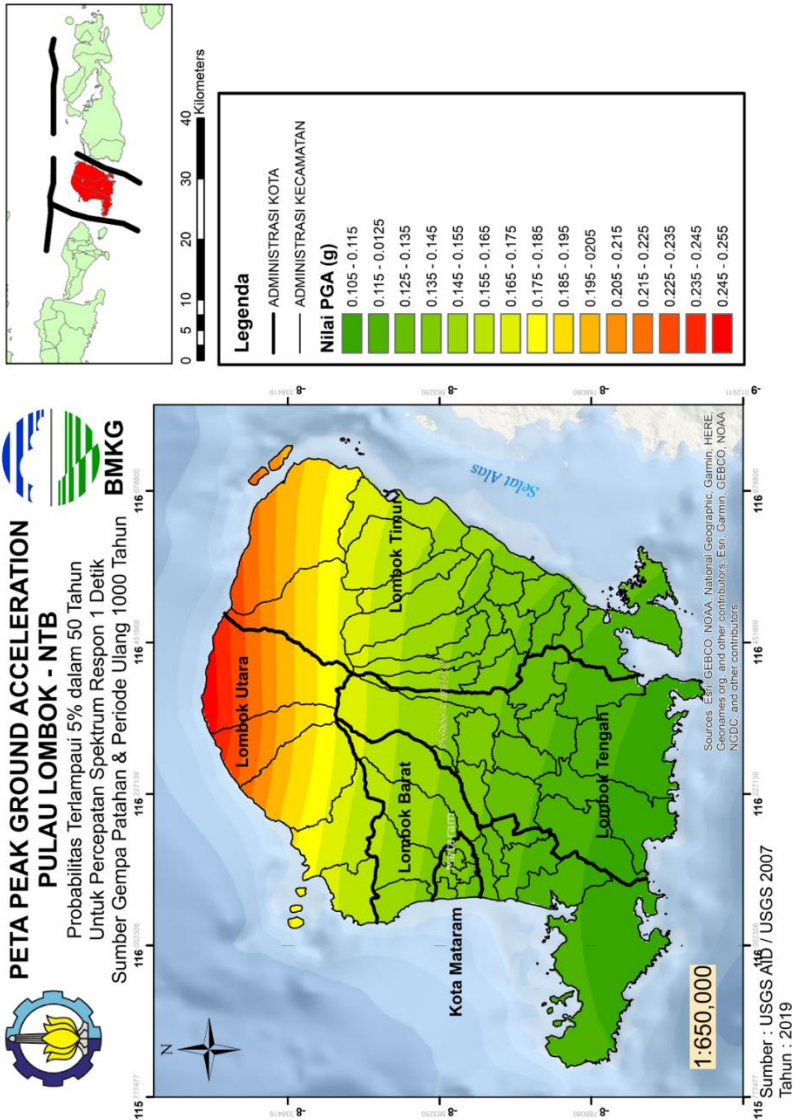 PETA PEAK GROUND ACCELERATION
PULAU LOMBOK - NTB
Probabilitas Terlampaui 5% dalam 50 Tahun
Untuk Percepatan Spektrum Respon 1 Detik
Sumber Gempa Patahan & Periode Ulang 1000 Tahun
BMKG
0 5 10 20 30 40
Kilometers
Legenda
ADMINISTRASI KOTA
ADMINISTRASI KECAMATAN
Nilai PGA (g)
0.105 - 0.115
0.115 - 0.0125
0.125 - 0.135
0.135 - 0.145
0.145 - 0.155
0.155 - 0.165
0.165 - 0.175
0.175 - 0.185
0.185 - 0.195
0.195 - 0205
0.205 - 0.215
0.215 - 0.225
0.225 - 0.235
0.235 - 0.245
0.245 - 0.255
N
Lombok Utara
Lombok Timur
Lombok Barat
Kota Mataram
Mataram
Lombok Tengah
Selat Alas
115
116
116
116
116
-8
-8
-8
-9
1:650,000
Sources: Esri, GEBCO, NOAA, National Geographic, Garmin, HERE,
Geonames.org, and other contributors, Esri, Garmin, GEBCO, NOAA
NGDC, and other contributors
Sumber : USGS AID / USGS 2007
Tahun : 2019